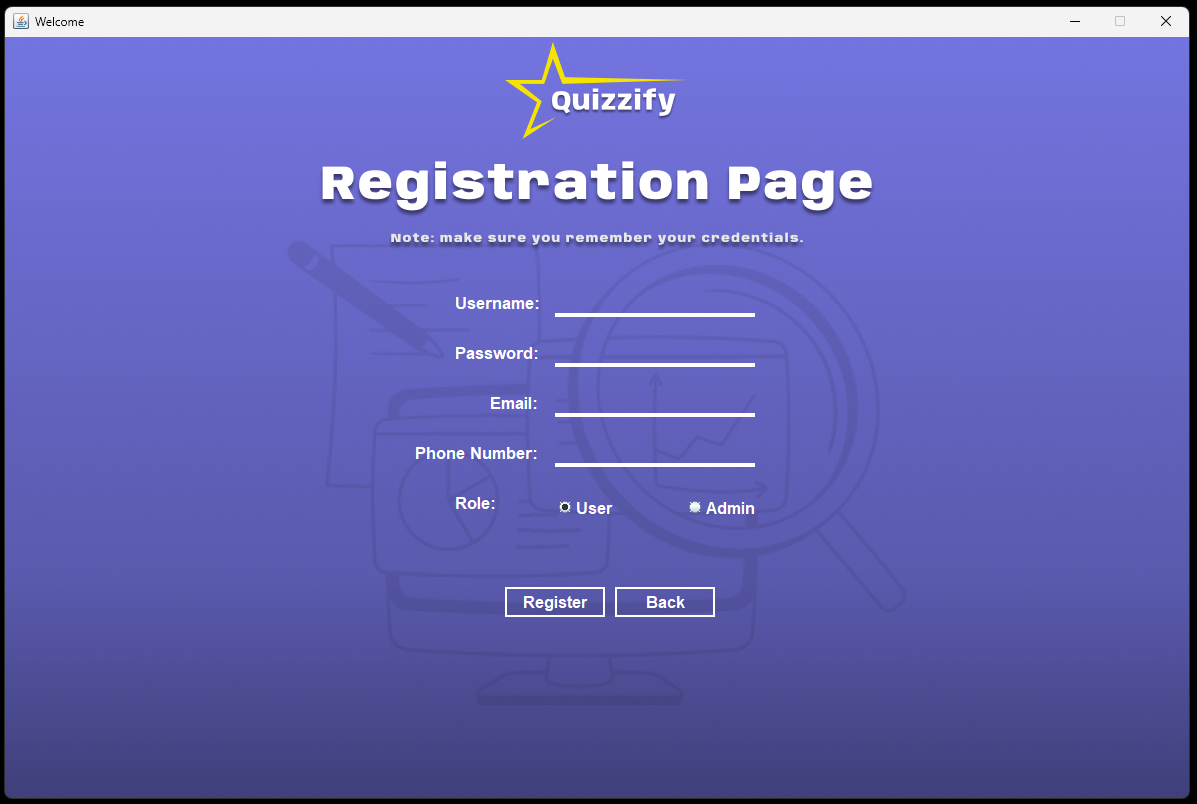 Welcome
Quizzify
Registration Page
Note: make sure you remember your credentials.
Username:
Password:
Email:
Phone Number:
Role: User Admin
Register Back